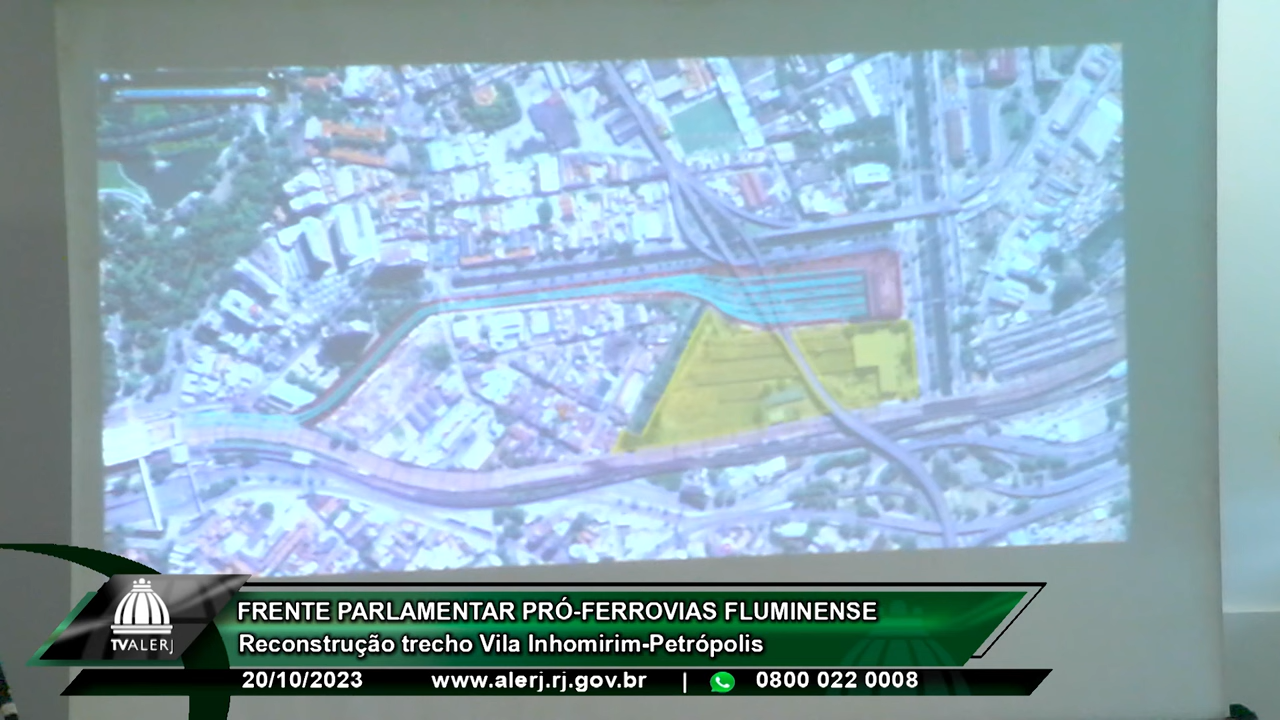 FRENTE PARLAMENTAR PRÓ-FERROVIAS FLUMINENSE
TVALERJ
Reconstrução trecho Vila Inhomirim-Petrópolis
20/10/2023 www.alerj.rj.gov.br | 0800 022 0008